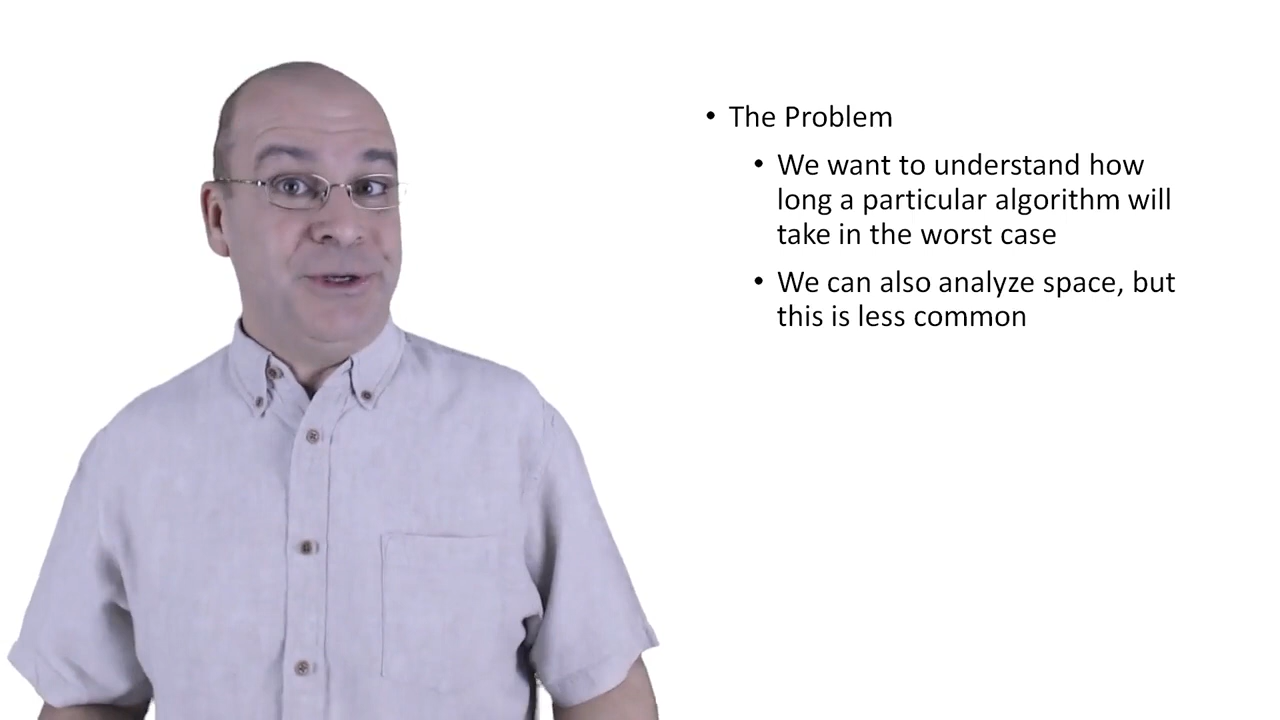 • The Problem
• We want to understand how
long a particular algorithm will
take in the worst case
• We can also analyze space, but
this is less common